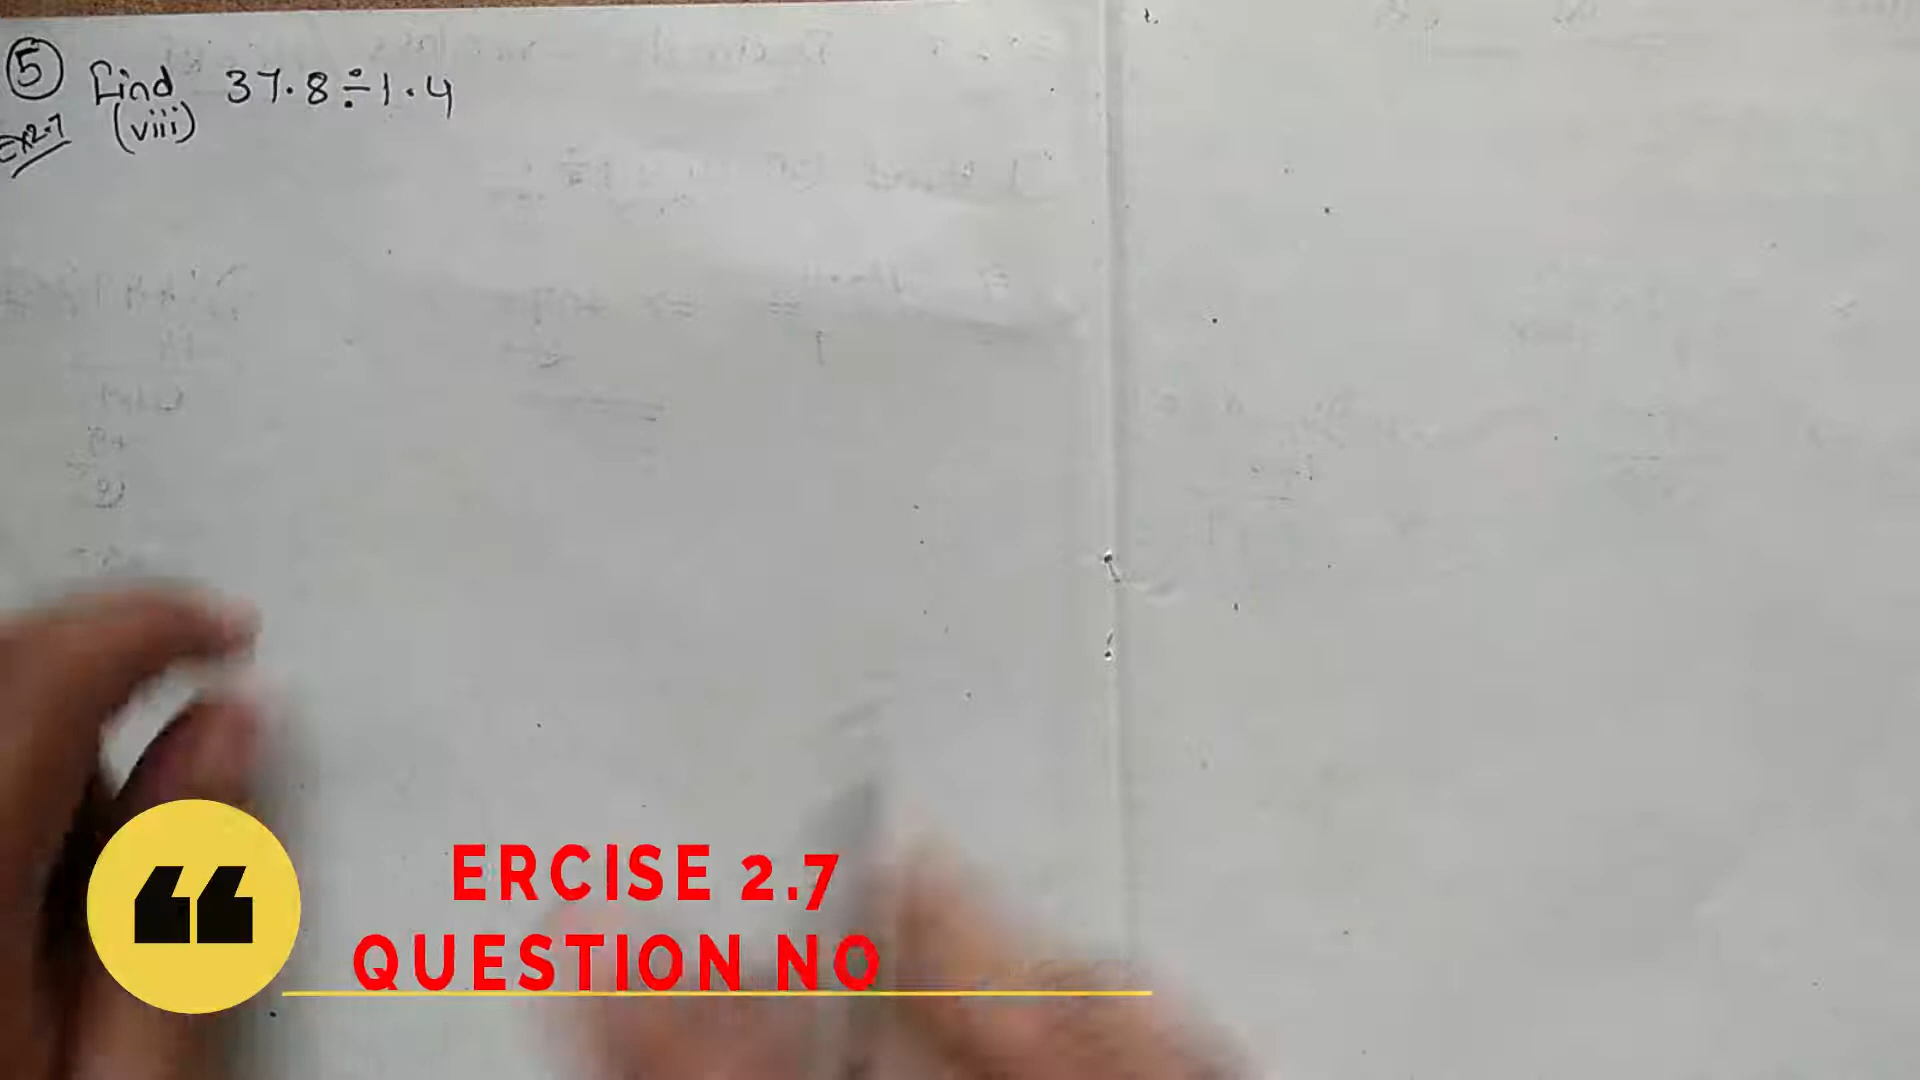 5 Find 37.8÷1.4
Ex2.7 (viii)
ERCISE 2.7
QUESTION NO